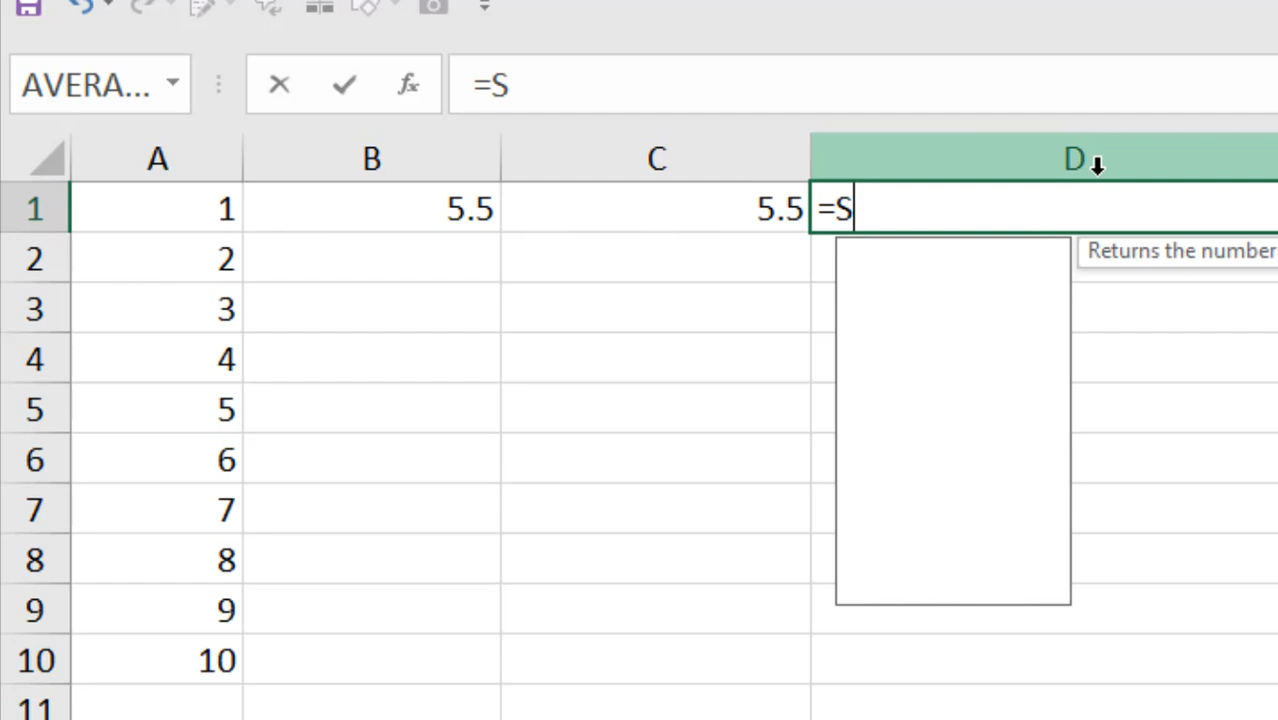 AVERA... fx =S
A B C D
1 1 5.5 5.5 =S
Returns the number
2 2
3 3
4 4
5 5
6 6
7 7
8 8
9 9
10 10
11